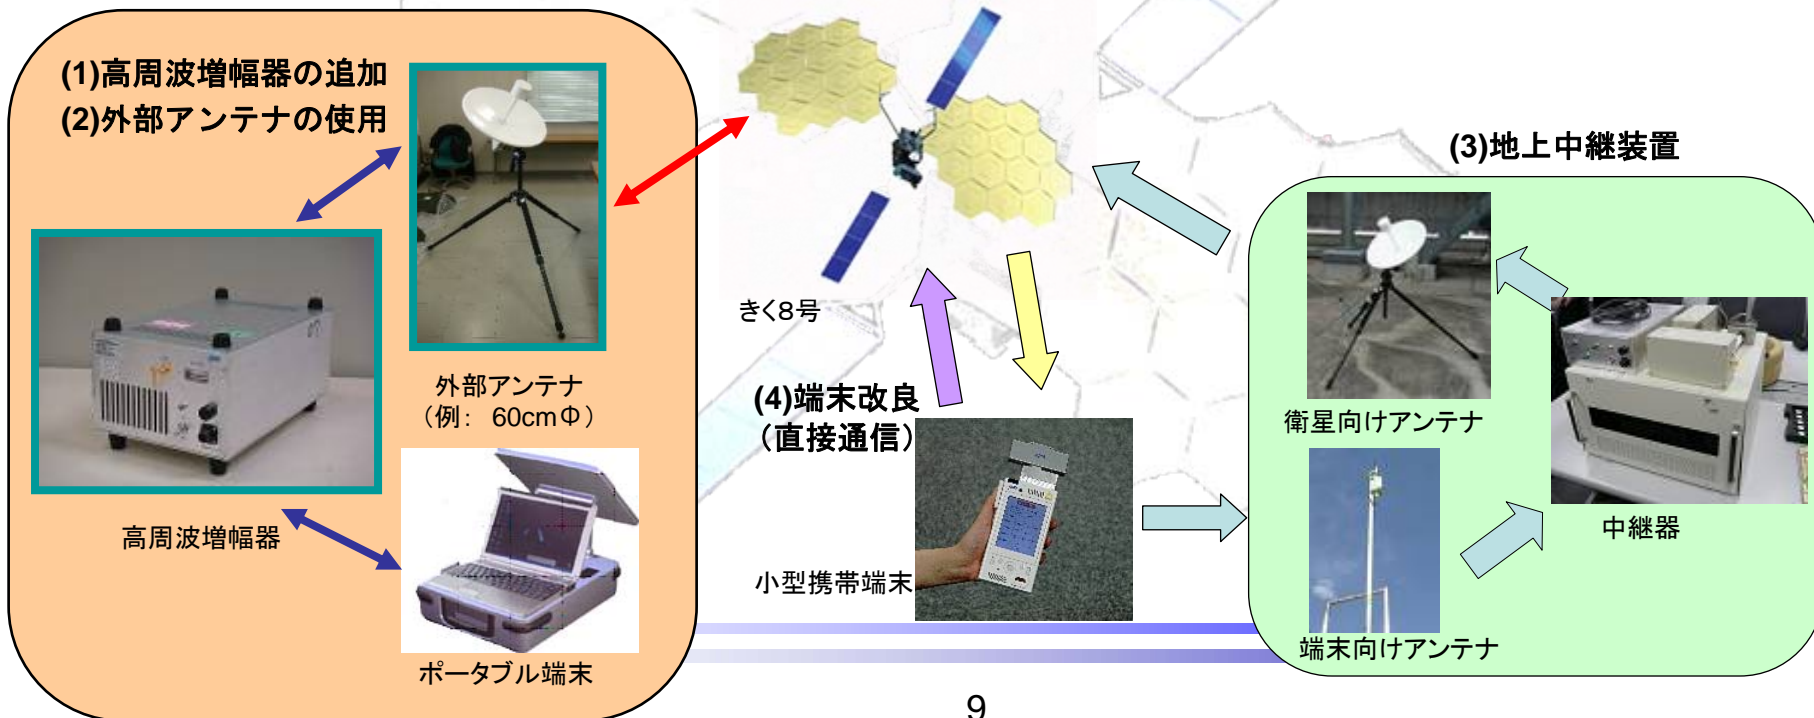 (1)高周波増幅器の追加
(2)外部アンテナの使用
外部アンテナ
（例： 60cmΦ）
高周波増幅器
ポータブル端末
きく8号
(4)端末改良
（直接通信）
小型携帯端末
(3)地上中継装置
衛星向けアンテナ
中継器
端末向けアンテナ
9